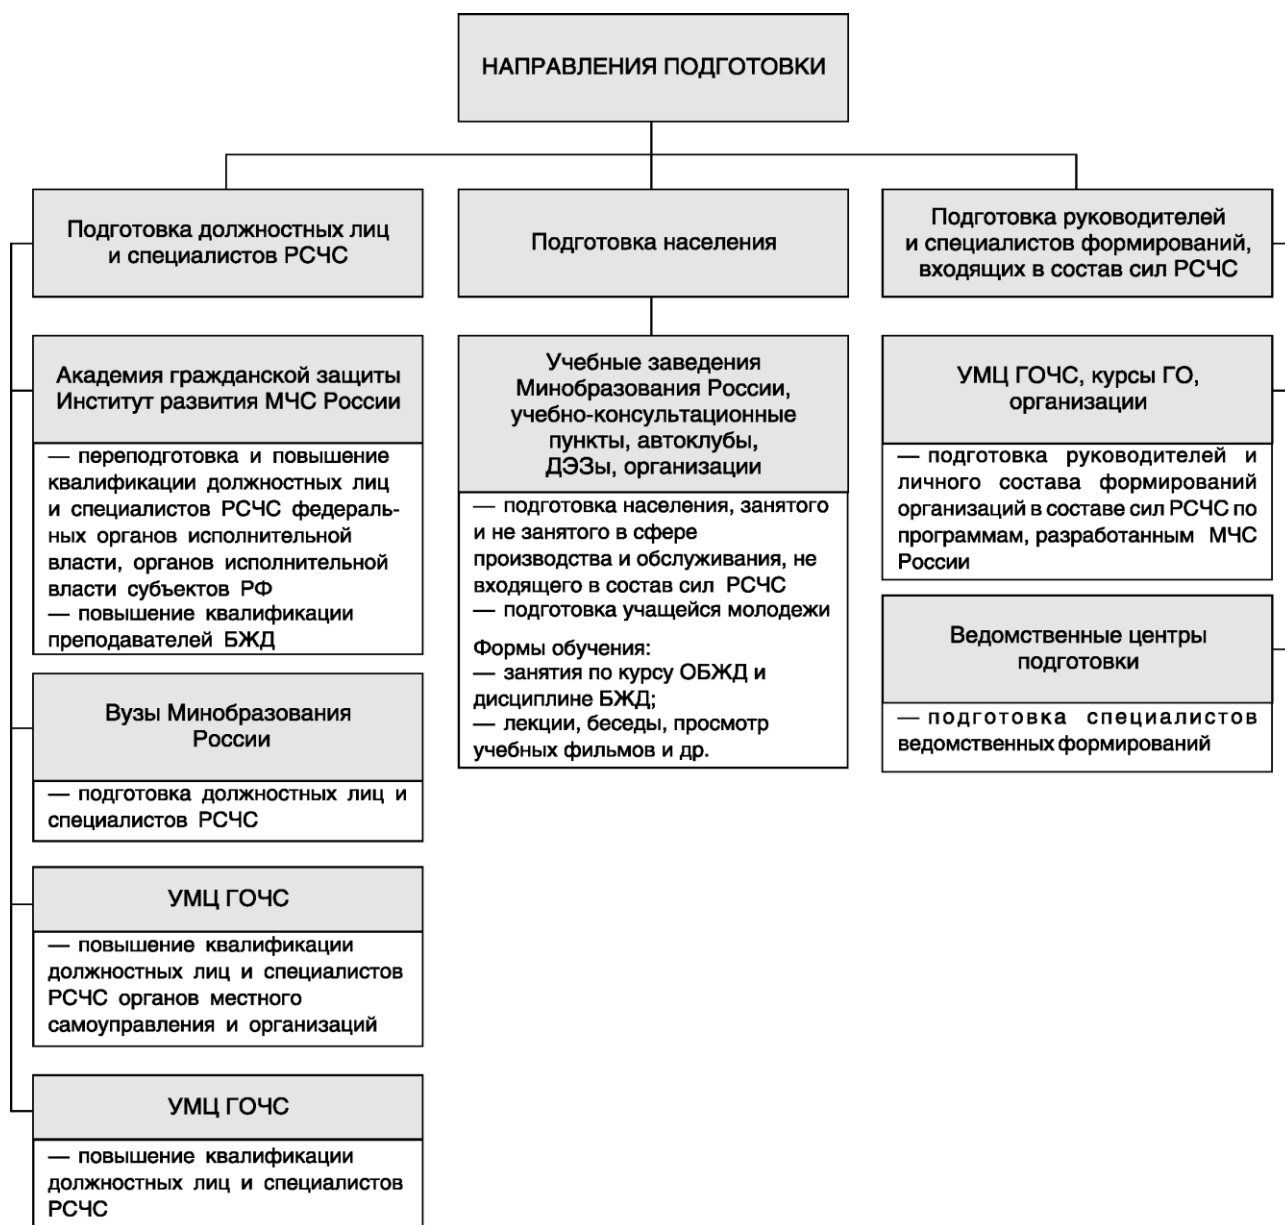 НАПРАВЛЕНИЯ ПОДГОТОВКИ
Подготовка должностных лиц
и специалистов РСЧС
Академия гражданской защиты
Институт развития МЧС России
— переподготовка и повышение
квалификации должностных лиц
и специалистов РСЧС федераль-
ных органов исполнительной
власти, органов исполнительной
власти субъектов РФ
— повышение квалификации
преподавателей БЖД
Вузы Минобразования
России
— подготовка должностных лиц и
специалистов РСЧС
УМЦ ГОЧС
— повышение квалификации
должностных лиц и специалистов
РСЧС органов местного
самоуправления и организаций
УМЦ ГОЧС
— повышение квалификации
должностных лиц и специалистов
РСЧС
Подготовка населения
Учебные заведения
Минобразования России,
учебно-консультационные
пункты, автоклубы,
ДЭЗы, организации
— подготовка населения, занятого
и не занятого в сфере
производства и обслуживания, не
входящего в состав сил РСЧС
— подготовка учащейся молодежи
Формы обучения:
— занятия по курсу ОБЖД и
дисциплине БЖД;
— лекции, беседы, просмотр
учебных фильмов и др.
Подготовка руководителей
и специалистов формирований,
входящих в состав сил РСЧС
УМЦ ГОЧС, курсы ГО,
организации
— подготовка руководителей и
личного состава формирований
организаций в составе сил РСЧС по
программам, разработанным МЧС
России
Ведомственные центры
подготовки
— подготовка специалистов
ведомственных формирований